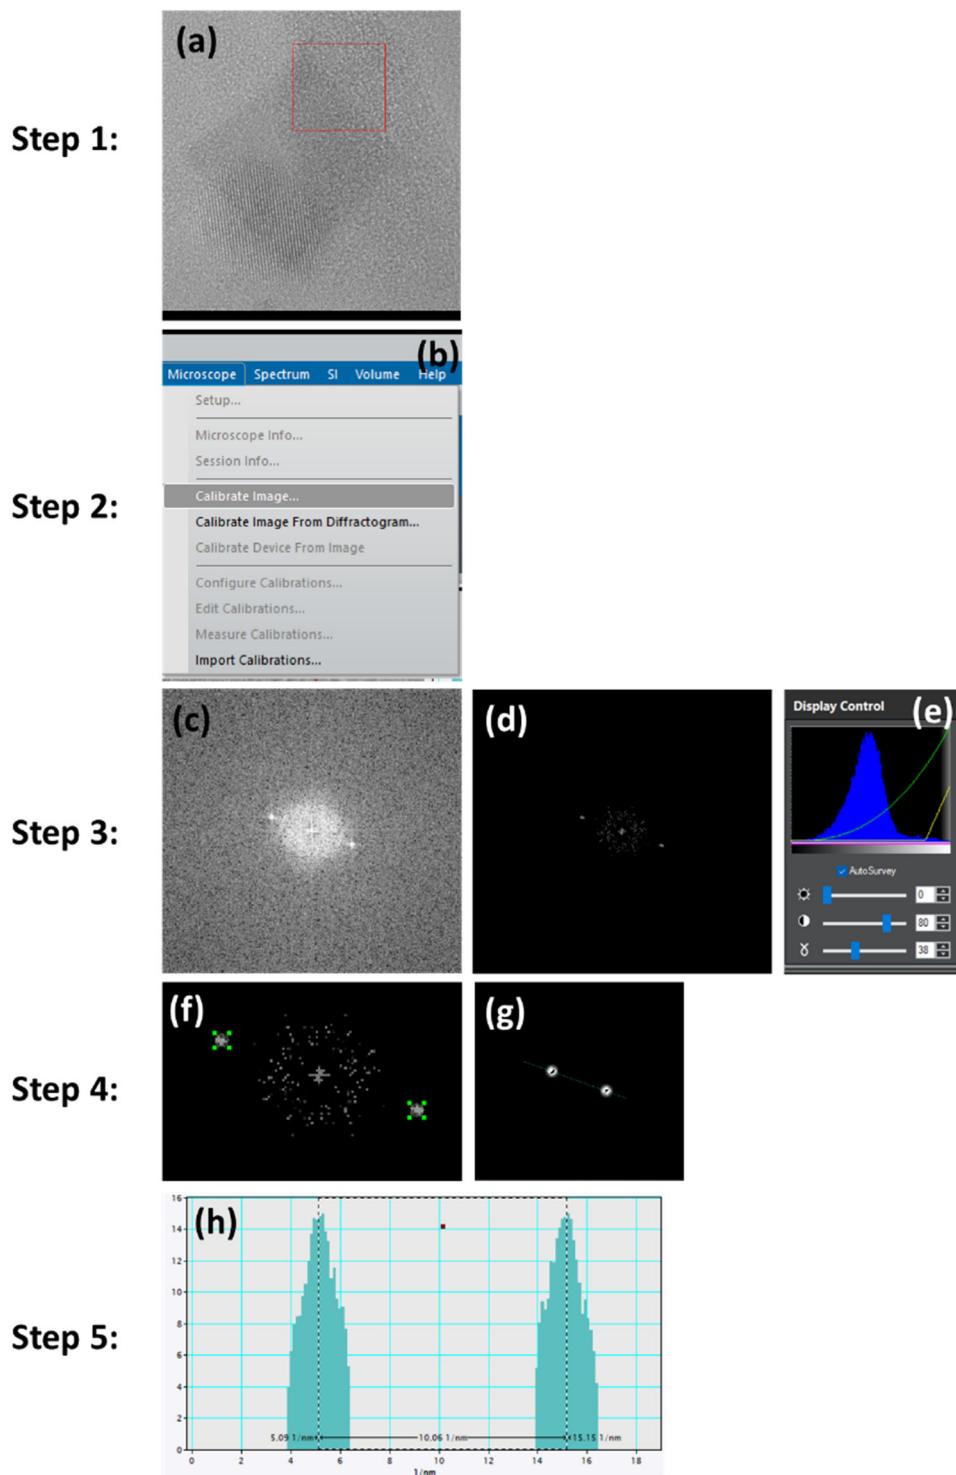 (a)
Step 1:
(b)
Microscope Spectrum SI Volume Help
Setup...
Microscope Info...
Session Info...
Step 2:
Calibrate Image...
Calibrate Image From Diffractogram...
Calibrate Device From Image
Configure Calibrations...
Edit Calibrations...
Measure Calibrations...
Import Calibrations...
(c)
(d)
Display Control (e)
Step 3:
AutoSurvey
0
80
38
(f)
(g)
Step 4:
(h)
16
14
12
10
8
6
4
2
0
Step 5:
5.09 1/nm 10.06 1/nm 15.15 1/nm
0 2 4 6 8 10 12 14 16 18
1/nm